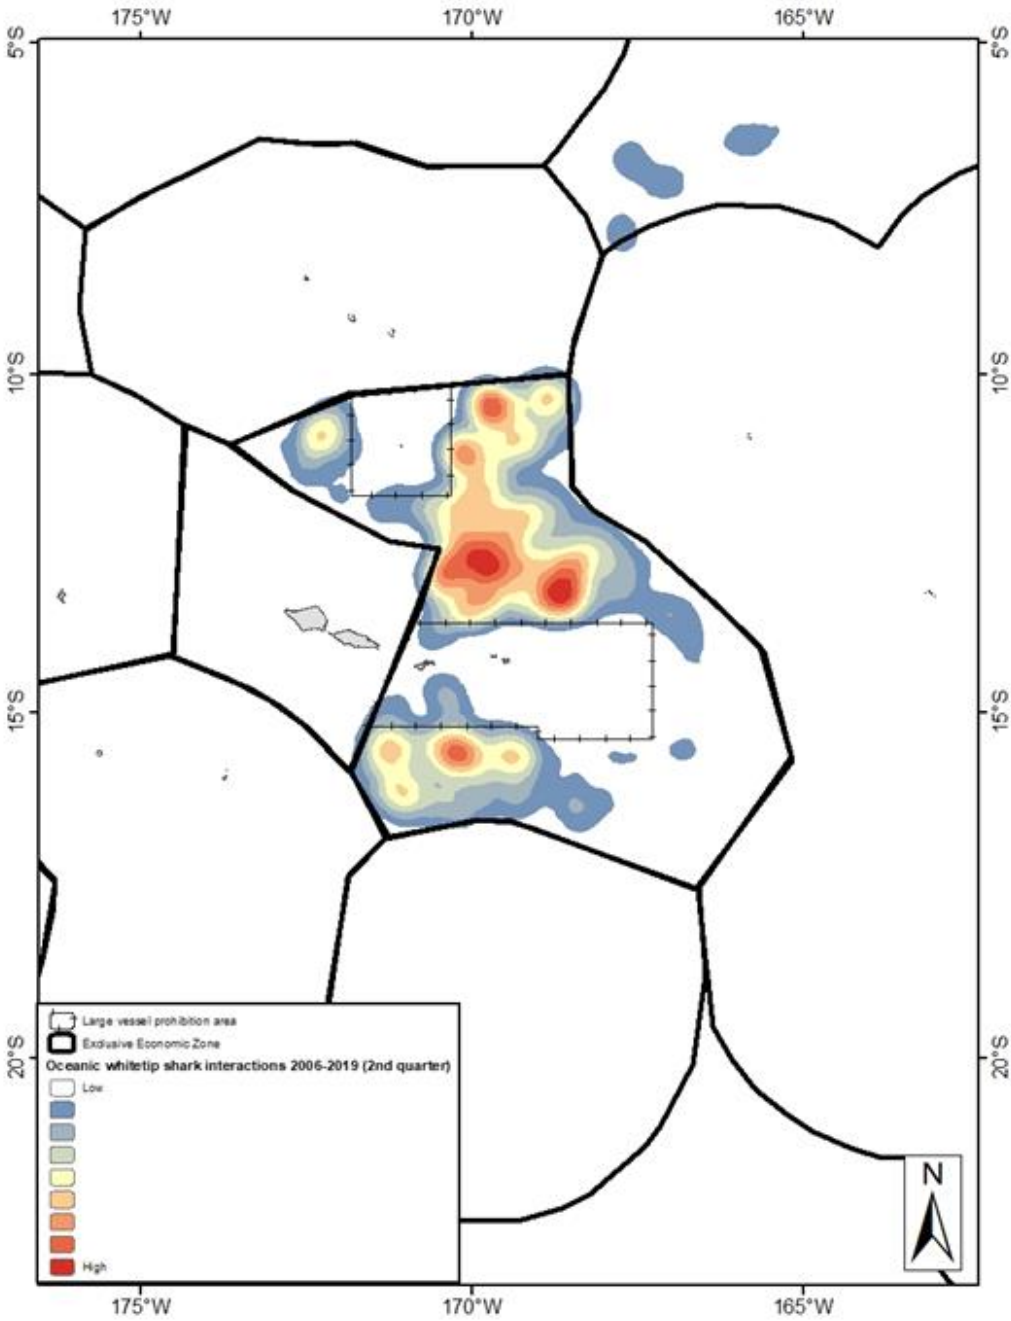 175°W 170°W 165°W
5°S 5°S
10°S 10°S
15°S 15°S
20°S 20°S
Large vessel prohibition area
Exclusive Economic Zone
Oceanic whitetip shark interactions 2006-2019 (2nd quarter)
Low
High
N
175°W 170°W 165°W